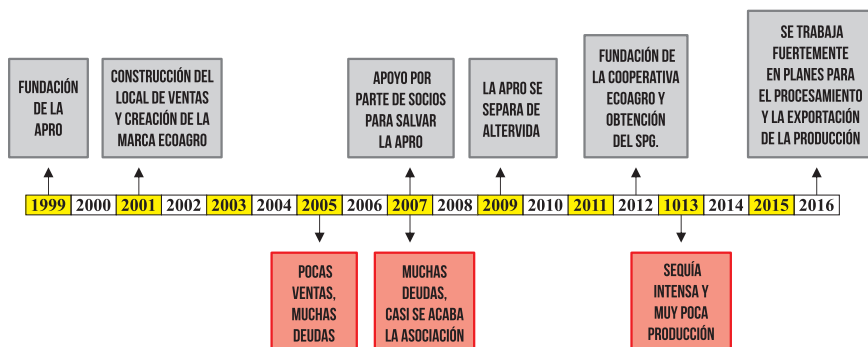 FUNDACIÓN
DE LA
APRO
CONSTRUCCIÓN DEL
LOCAL DE VENTAS
Y CREACIÓN DE LA
MARCA ECOAGRO
APOYO POR
PARTE DE SOCIOS
PARA SALVAR
LA APRO
LA APRO SE
SEPARA DE
ALTERVIDA
FUNDACIÓN DE
LA COOPERATIVA
ECOAGRO Y
OBTENCIÓN
DEL SPG.
SE TRABAJA
FUERTEMENTE
EN PLANES PARA
EL PROCESAMIENTO
Y LA EXPORTACIÓN
DE LA PRODUCCIÓN
1999 2000 2001 2002 2003 2004 2005 2006 2007 2008 2009 2010 2011 2012 1013 2014 2015 2016
POCAS
VENTAS,
MUCHAS
DEUDAS
MUCHAS
DEUDAS,
CASI SE ACABA
LA ASOCIACIÓN
SEQUÍA
INTENSA Y
MUY POCA
PRODUCCIÓN